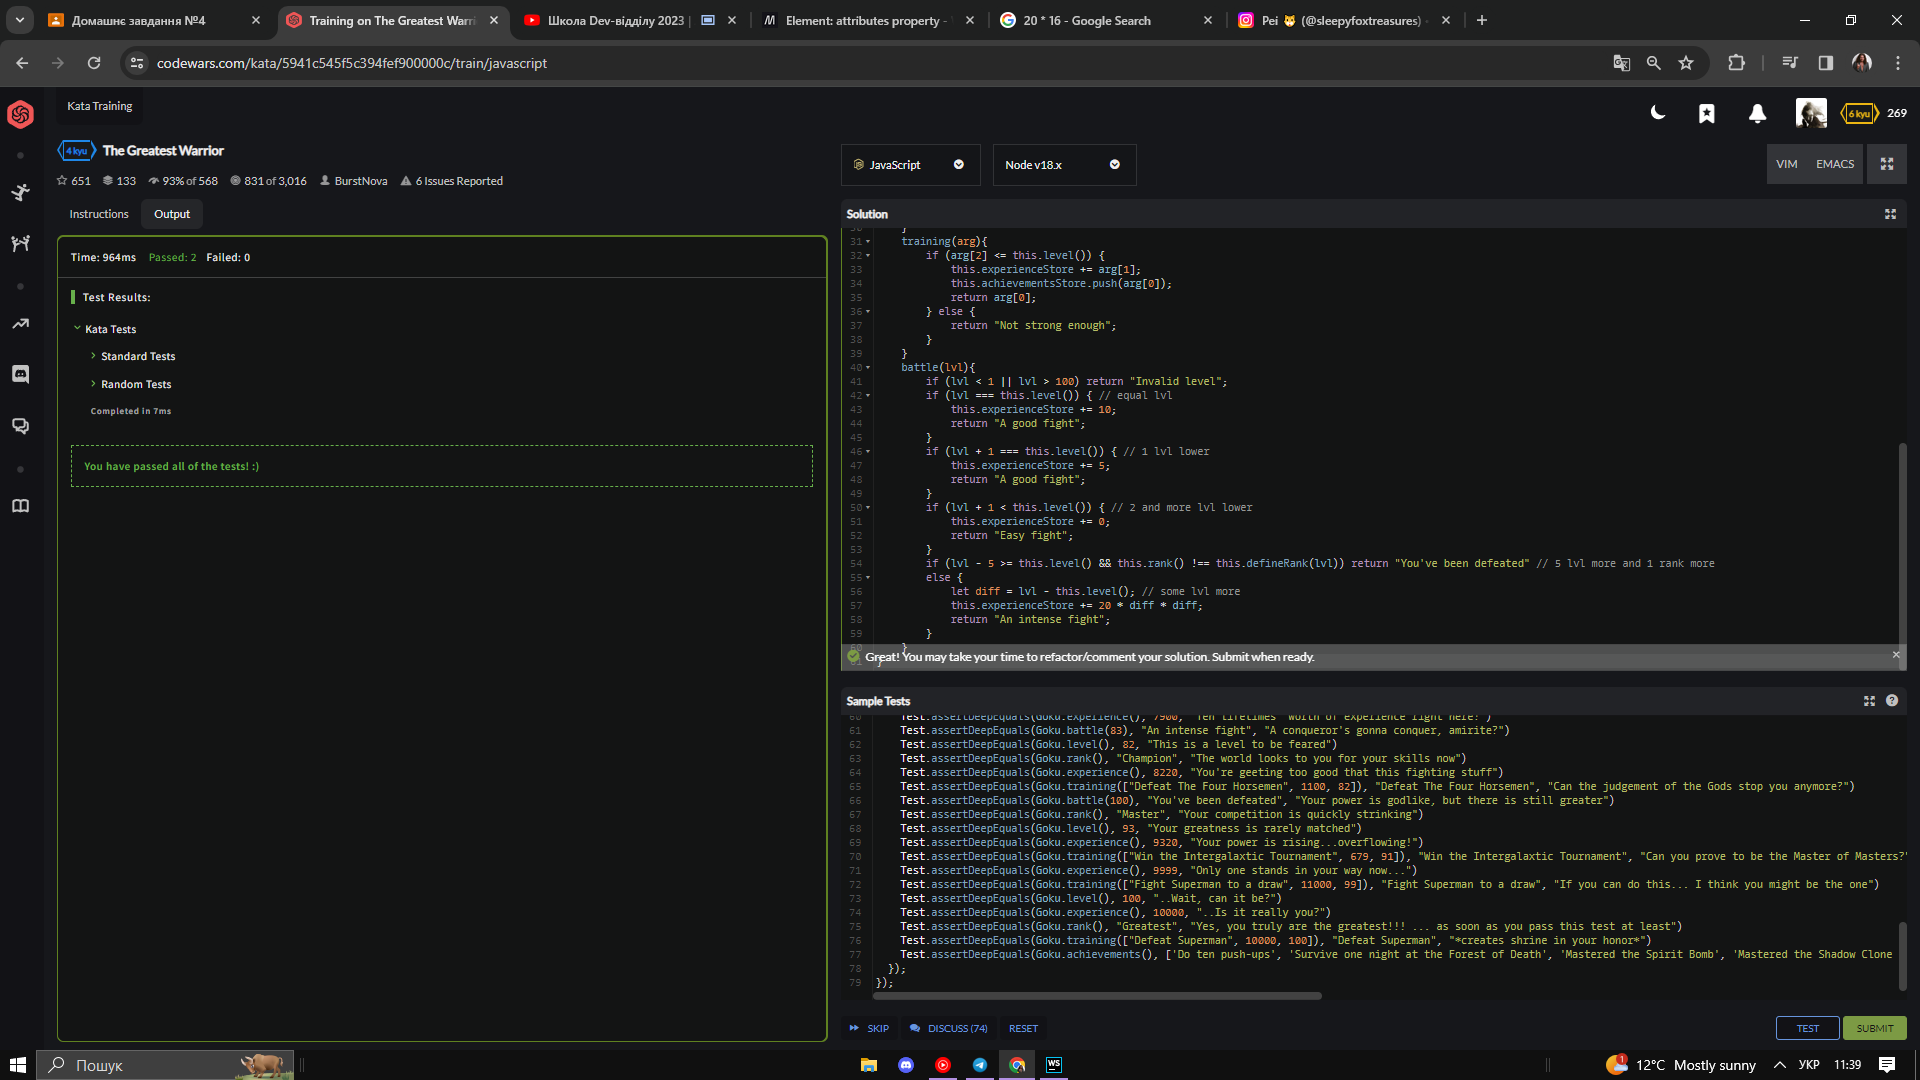 Домашнє завдання №4
Training on The Greatest Warri
Школа Dev-відділу 2023 |
Element: attributes property -
20 * 16 - Google Search
Pei 🦊 (@sleepyfoxtreasures)
codewars.com/kata/5941c545f5c394fef900000c/train/javascript
Kata Training
6 kyu 269
4 kyu The Greatest Warrior
651 133 93% of 568 831 of 3,016 BurstNova 6 Issues Reported
JavaScript
Node v18.x
VIM EMACS
Instructions Output
Time: 964ms Passed: 2 Failed: 0
Test Results:
Kata Tests
Standard Tests
Random Tests
Completed in 7ms
You have passed all of the tests! :)
Solution
30 }
31 training(arg){
32 if (arg[2] <= this.level()) {
33 this.experienceStore += arg[1];
34 this.achievementsStore.push(arg[0]);
35 return arg[0];
36 } else {
37 return "Not strong enough";
38 }
39 }
40 battle(lvl){
41 if (lvl < 1 || lvl > 100) return "Invalid level";
42 if (lvl === this.level()) { // equal lvl
43 this.experienceStore += 10;
44 return "A good fight";
45 }
46 if (lvl + 1 === this.level()) { // 1 lvl lower
47 this.experienceStore += 5;
48 return "A good fight";
49 }
50 if (lvl + 1 < this.level()) { // 2 and more lvl lower
51 this.experienceStore += 0;
52 return "Easy fight";
53 }
54 if (lvl - 5 >= this.level() && this.rank() !== this.defineRank(lvl)) return "You've been defeated" // 5 lvl more and 1 rank more
55 else {
56 let diff = lvl - this.level(); // some lvl more
57 this.experienceStore += 20 * diff * diff;
58 return "An intense fight";
59 }
60 }
61 }
Great! You may take your time to refactor/comment your solution. Submit when ready.
Sample Tests
60 Test.assertDeepEquals(Goku.experience(), 7900, "Ten lifetimes' worth of experience right here!")
61 Test.assertDeepEquals(Goku.battle(83), "An intense fight", "A conqueror's gonna conquer, amirite?")
62 Test.assertDeepEquals(Goku.level(), 82, "This is a level to be feared")
63 Test.assertDeepEquals(Goku.rank(), "Champion", "The world looks to you for your skills now")
64 Test.assertDeepEquals(Goku.experience(), 8220, "You're geeting too good that this fighting stuff")
65 Test.assertDeepEquals(Goku.training(["Defeat The Four Horsemen", 1100, 82]), "Defeat The Four Horsemen", "Can the judgement of the Gods stop you anymore?")
66 Test.assertDeepEquals(Goku.battle(100), "You've been defeated", "Your power is godlike, but there is still greater")
67 Test.assertDeepEquals(Goku.rank(), "Master", "Your competition is quickly strinking")
68 Test.assertDeepEquals(Goku.level(), 93, "Your greatness is rarely matched")
69 Test.assertDeepEquals(Goku.experience(), 9320, "Your power is rising...overflowing!")
70 Test.assertDeepEquals(Goku.training(["Win the Intergalactic Tournament", 679, 91]), "Win the Intergalactic Tournament", "Can you prove to be the Master of Masters?"
71 Test.assertDeepEquals(Goku.experience(), 9999, "Only one stands in your way now...")
72 Test.assertDeepEquals(Goku.training(["Fight Superman to a draw", 11000, 99]), "Fight Superman to a draw", "If you can do this... I think you might be the one")
73 Test.assertDeepEquals(Goku.level(), 100, "..Wait, can it be?")
74 Test.assertDeepEquals(Goku.experience(), 10000, "..Is it really you?")
75 Test.assertDeepEquals(Goku.rank(), "Greatest", "Yes, you truly are the greatest!!! ... as soon as you pass this test at least")
76 Test.assertDeepEquals(Goku.training(["Defeat Superman", 10000, 100]), "Defeat Superman", "*creates shrine in your honor*")
77 Test.assertDeepEquals(Goku.achievements(), ['Do ten push-ups', 'Survive one night at the Forest of Death', 'Mastered the Spirit Bomb', 'Mastered the Shadow Clone
78 });
79 });
SKIP DISCUSS (74) RESET
TEST SUBMIT
Пошук
WS
1 12°C Mostly sunny
УКР 11:39